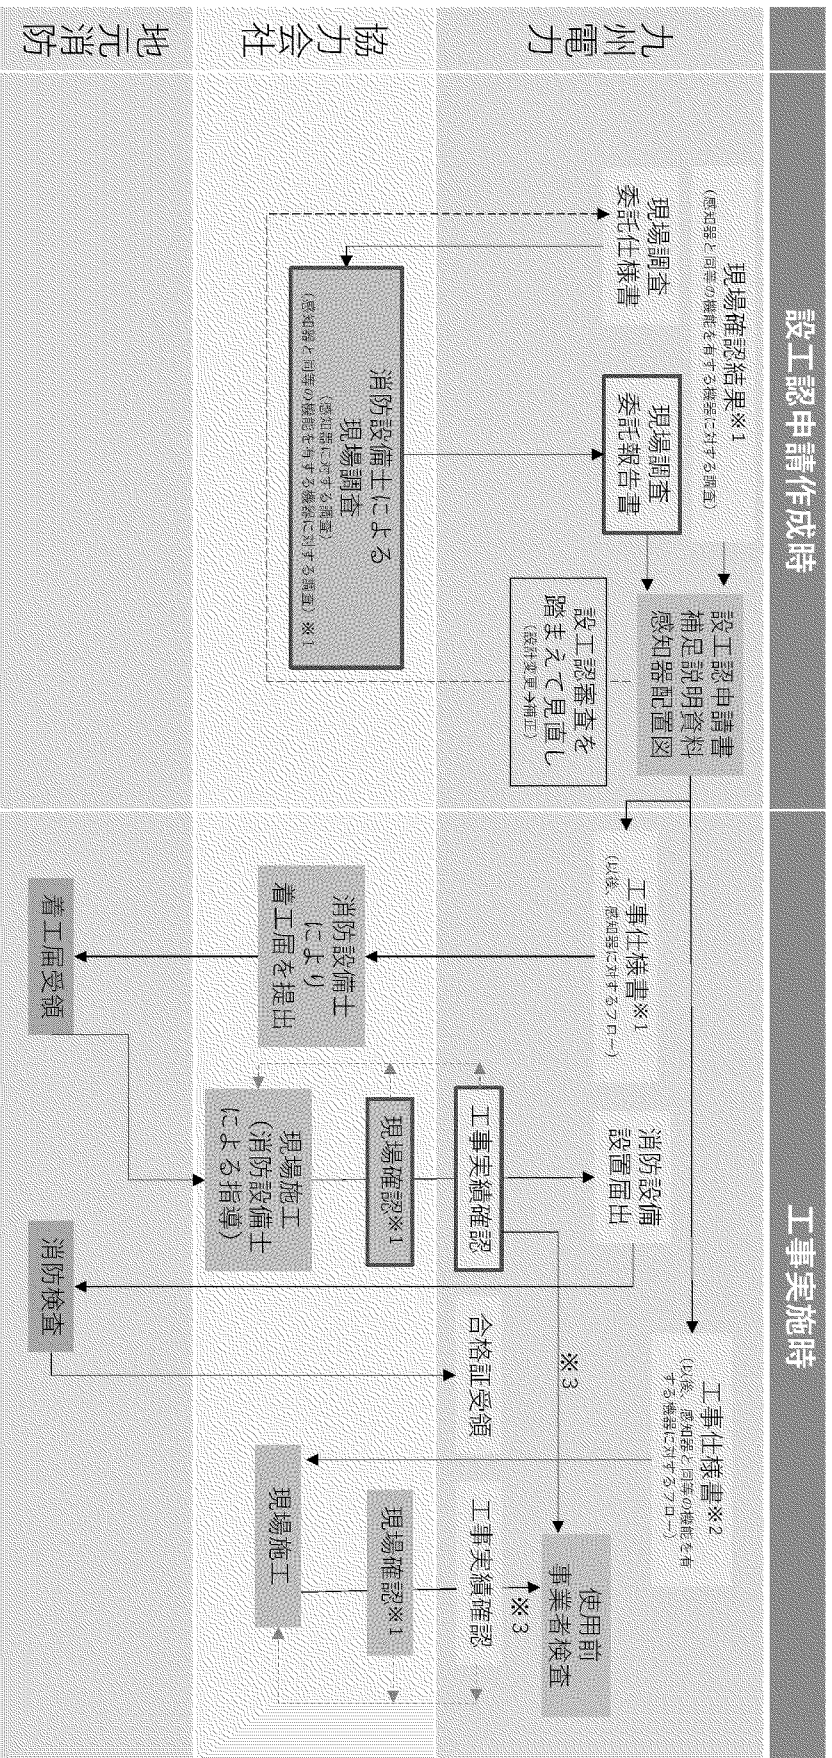 設工認申請作成時
工事実施時
九州電力
協力会社
地元消防
現場確認結果※1
(感知器と同等の機能を有する機器に対する調査)
現場調査
委託仕様書
現場調査
委託報告書
設工認申請書
補足説明資料
感知器配置図
設工認審査を
踏まえて見直し
(設計変更→補正)
消防設備士による
現場調査
(感知器に対する調査)
(感知器と同等の機能を有する機器に対する調査)※1
工事仕様書※1
(以後、感知器に対するフロー)
消防設備士
により
着工届を提出
着工届受領
消防設備
設置届出
工事実績確認
現場確認※1
現場施工
(消防設備士
による指導)
消防検査
合格証受領
※3
工事仕様書※2
(以後、感知器と同等の機能を有
する機器に対するフロー)
使用前
事業者検査
※3
工事実績確認
現場確認※1
現場施工